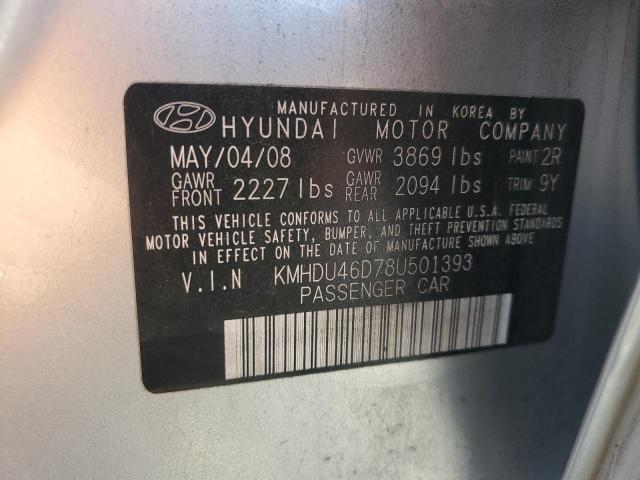 MANUFACTURED IN KOREA BY
HYUNDAI MOTOR COMPANY
MAY/04/08 GVWR 3869 lbs PAINT 2R
GAWR FRONT 2227 lbs GAWR REAR 2094 lbs TRIM 9Y
THIS VEHICLE CONFORMS TO ALL APPLICABLE U.S.A. FEDERAL
MOTOR VEHICLE SAFETY, BUMPER, AND THEFT PREVENTION STANDARDS
IN EFFECT ON THE DATE OF MANUFACTURE SHOWN ABOVE
V.I.N KMHDU46D78U501393
PASSENGER CAR